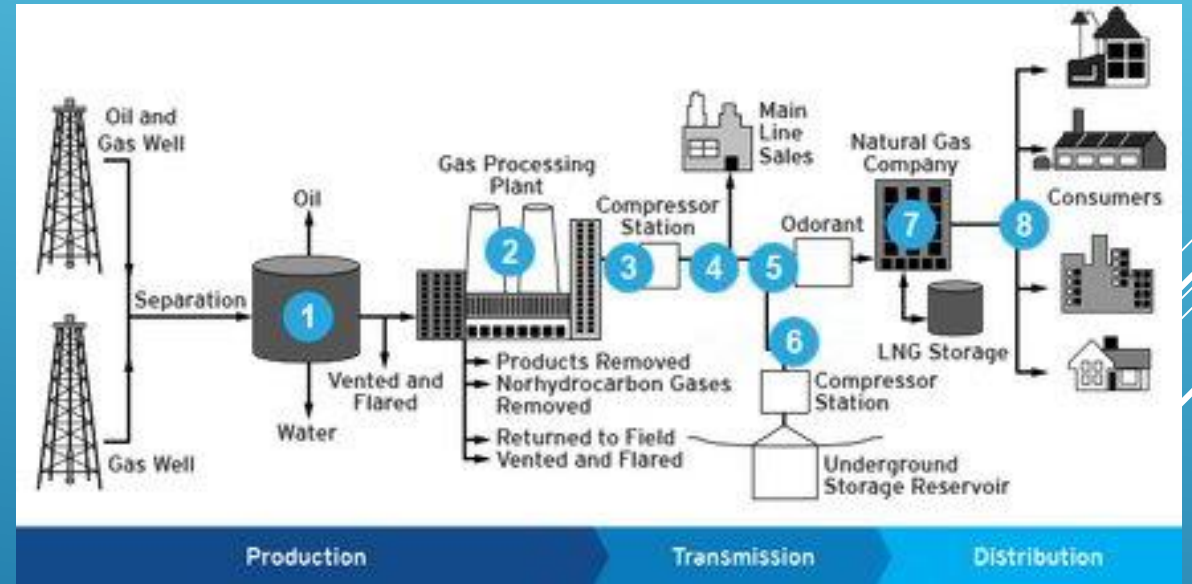 Oil and
Gas Well
Gas Well
Separation
Oil
1
Water
Vented and
Flared
Gas Processing
Plant
2
Products Removed
Norhydrocarbon Gases
Removed
Returned to Field
Vented and Flared
Compressor
Station
3
4
Main
Line
Sales
5
Odorant
6
Compressor
Station
Underground
Storage Reservoir
Natural Gas
Company
7
LNG Storage
8
Consumers
Production
Transmission
Distribution